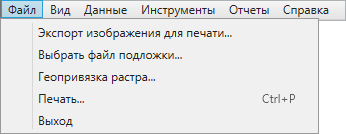 Файл Вид Данные Инструменты Отчеты Справка
Экспорт изображения для печати...
Выбрать файл подложки...
Геопривязка растра...
Печать... Ctrl+P
Выход